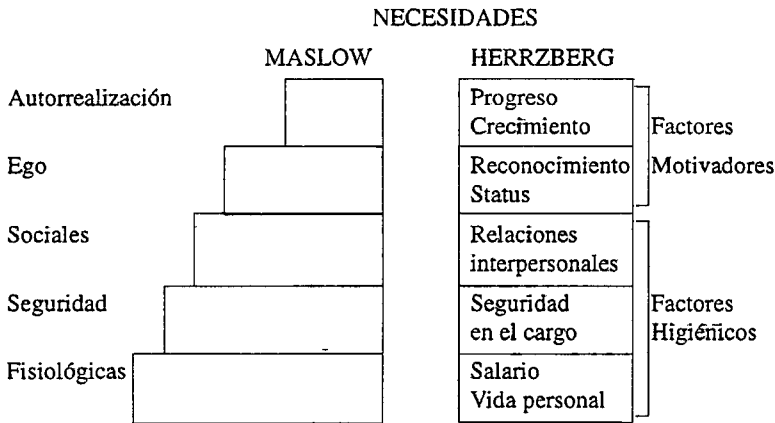 NECESIDADES
MASLOW HERRZBERG
Autorrealización Progreso
Crecimiento Factores
Ego Reconocimiento Motivadores
Status
Sociales Relaciones
interpersonales
Seguridad Seguridad Factores
en el cargo Higiénicos
Fisiológicas Salario
Vida personal